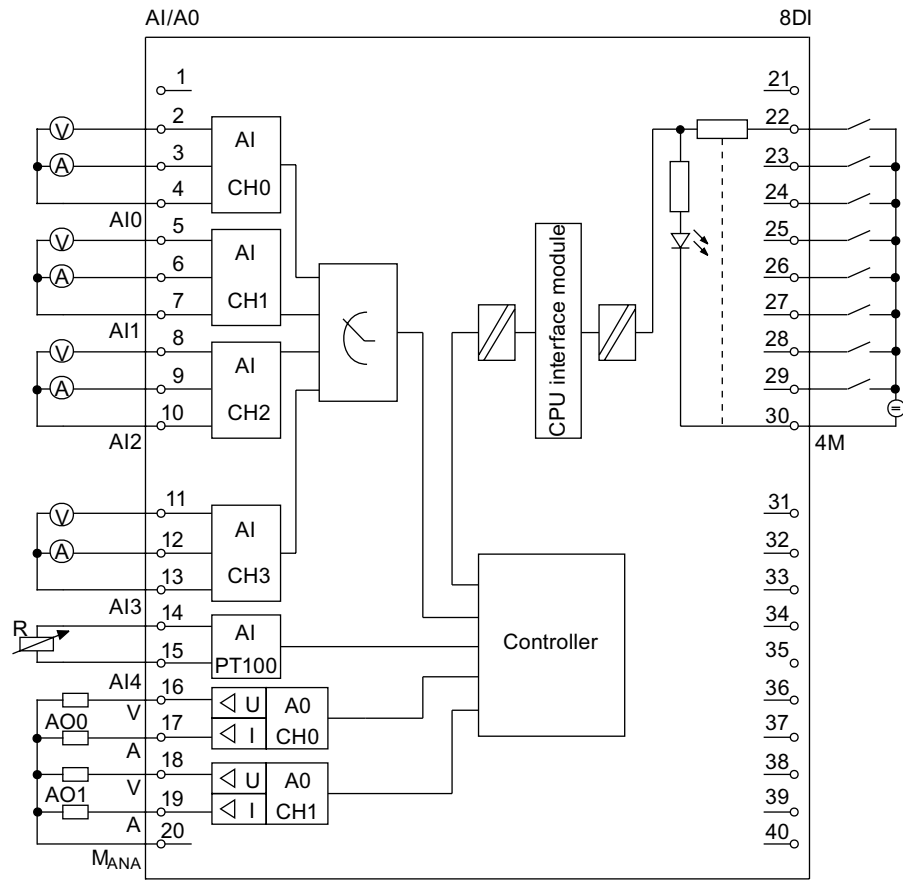 AI/A0
8DI
1
21
V
2
AI
22
A
3
23
4
CH0
24
AI0
V
5
AI
25
A
6
26
7
CH1
27
AI1
V
8
AI
28
A
9
CH2
29
10
30
AI2
4M
CPU interface module
=
V
11
AI
31
A
12
32
13
CH3
33
AI3
R
14
AI
34
15
PT100
35
Controller
AI4
16
U
A0
36
V
AO0
17
I
CH0
37
A
18
U
A0
38
V
AO1
19
I
CH1
39
A
20
40
MANA